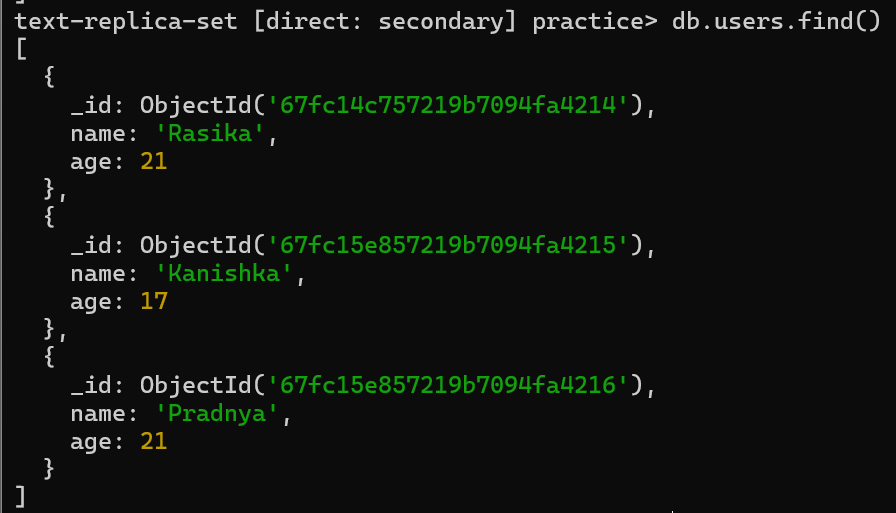 ]
text-replica-set [direct: secondary] practice> db.users.find()
[
  {
    _id: ObjectId('67fc14c757219b7094fa4214'),
    name: 'Rasika',
    age: 21
  },
  {
    _id: ObjectId('67fc15e857219b7094fa4215'),
    name: 'Kanishka',
    age: 17
  },
  {
    _id: ObjectId('67fc15e857219b7094fa4216'),
    name: 'Pradnya',
    age: 21
  }
]